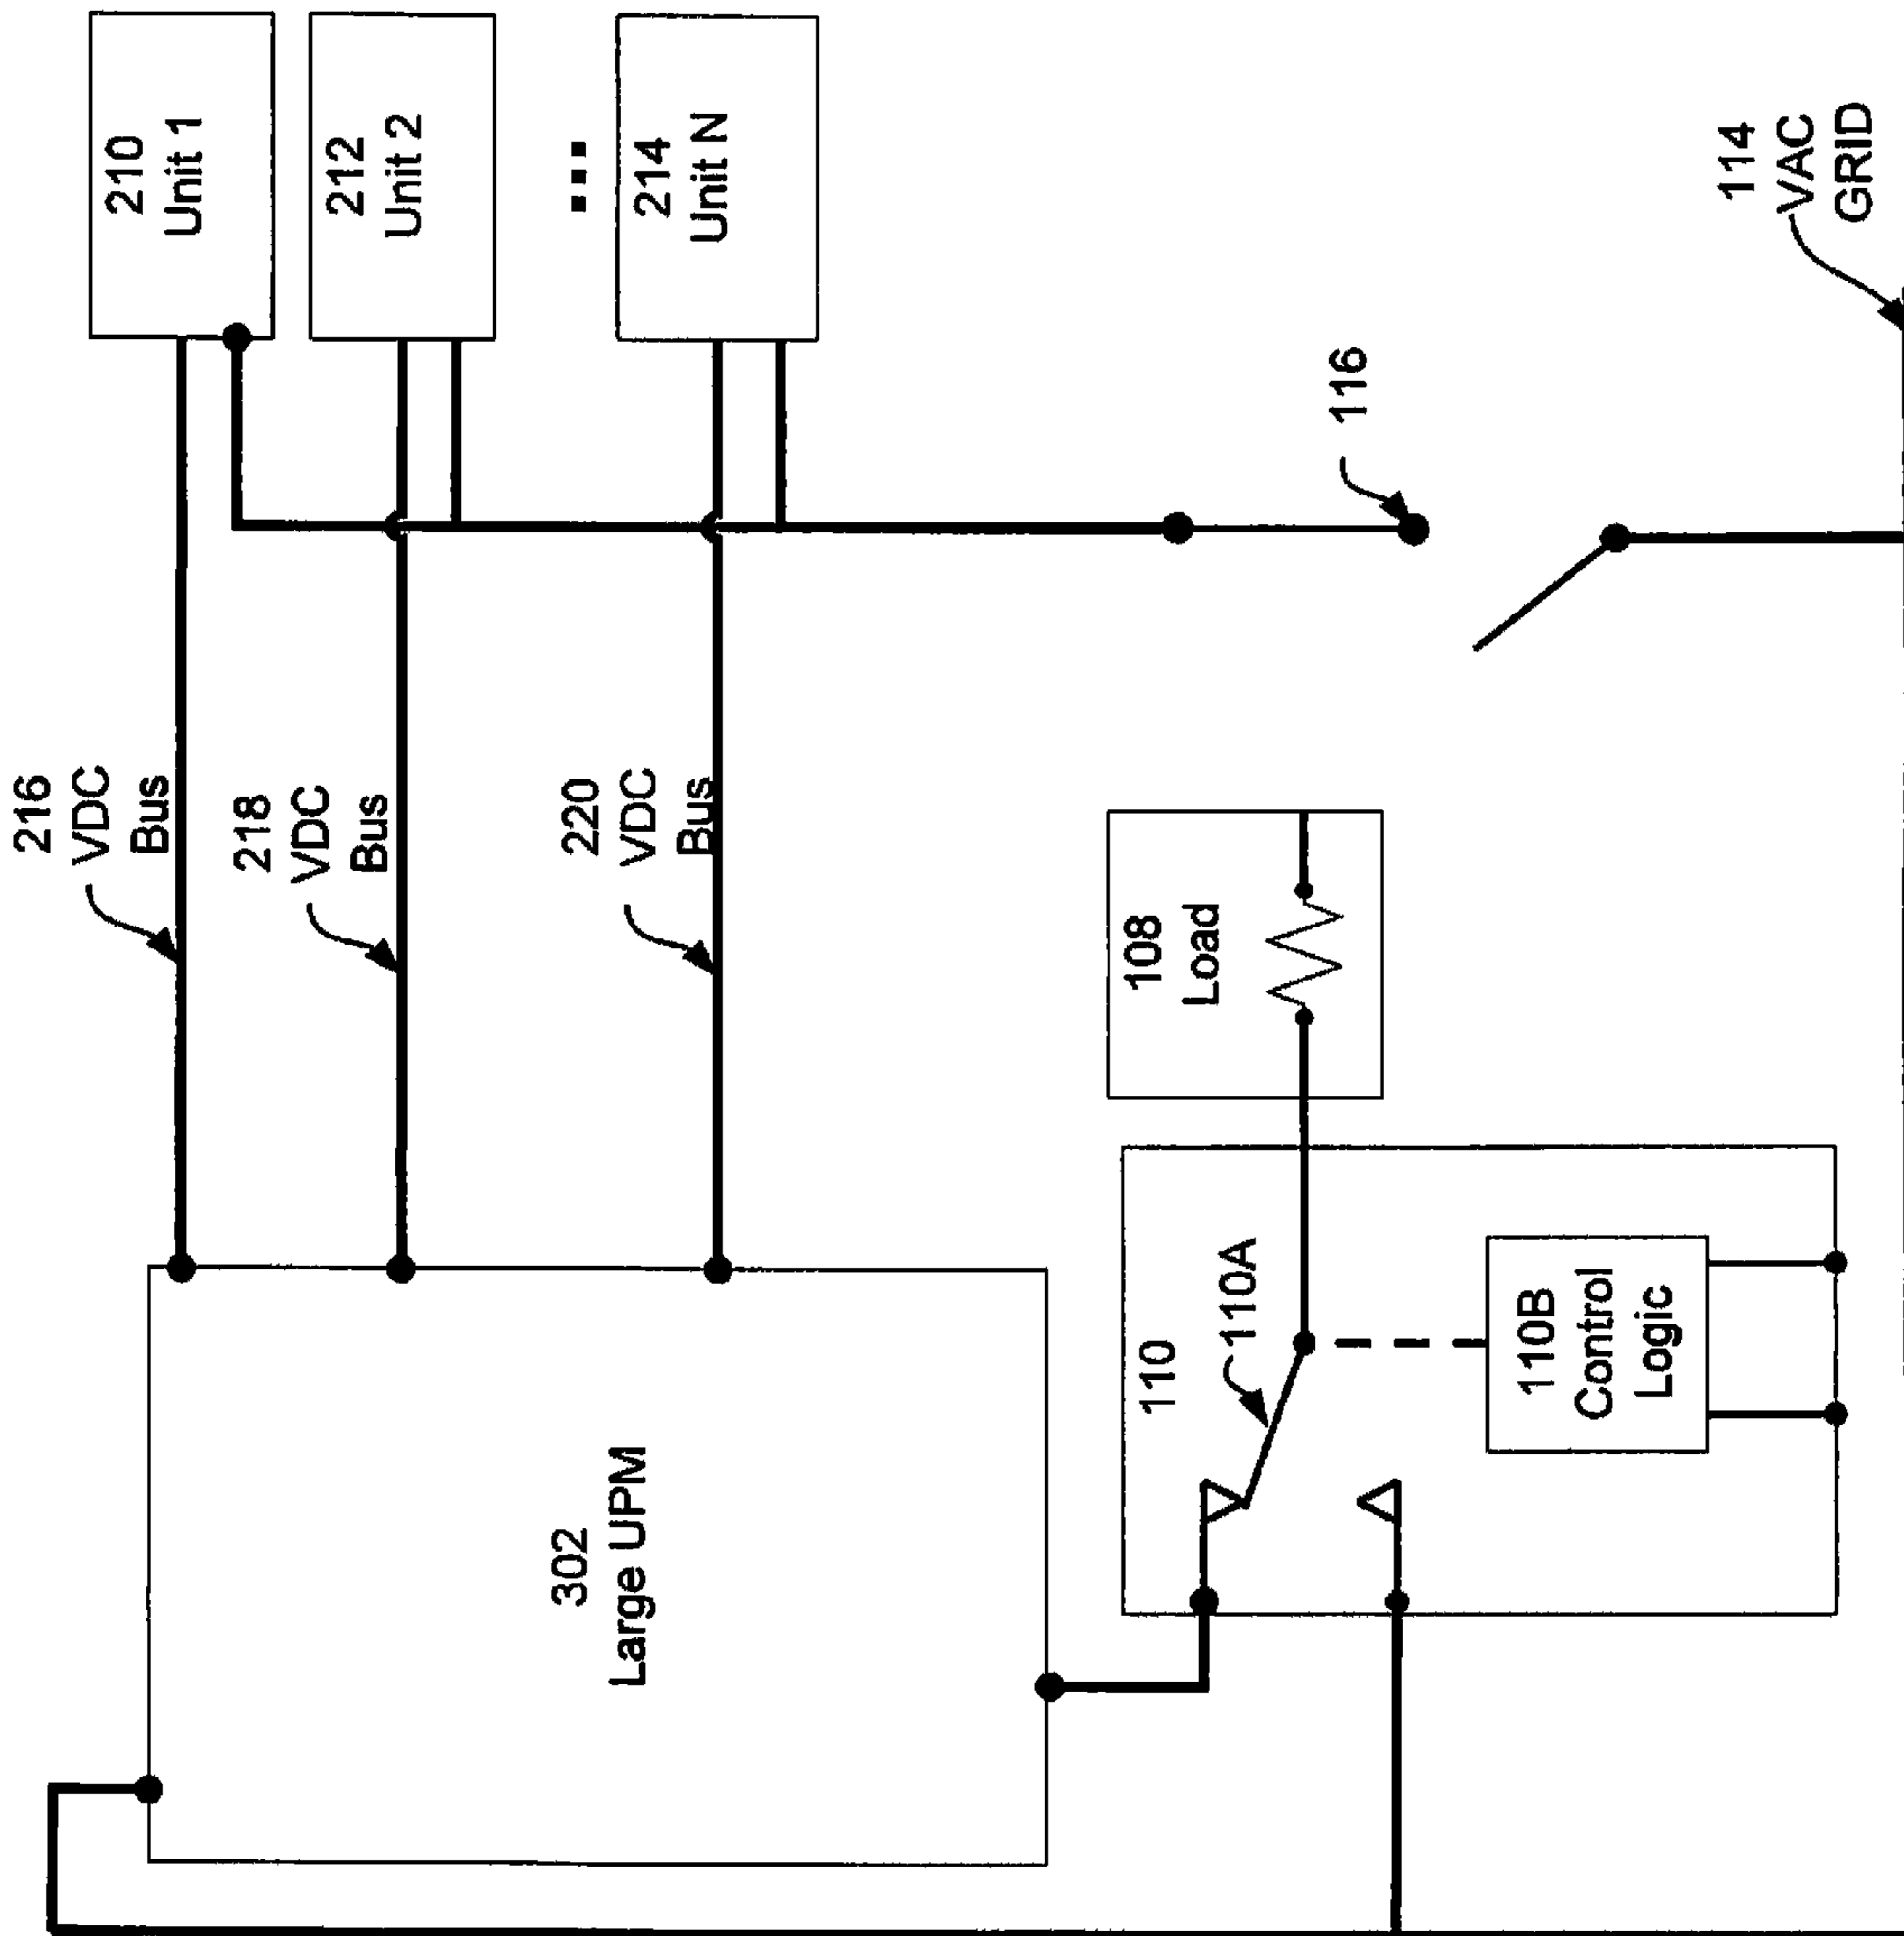 210
Unit 1
212
Unit 2
214
Unit N
216
VDC
Bus
218
VDC
Bus
220
VDC
Bus
302
Large UPM
108
Load
110
110A
110B
Control
Logic
116
114
VAC
GRID